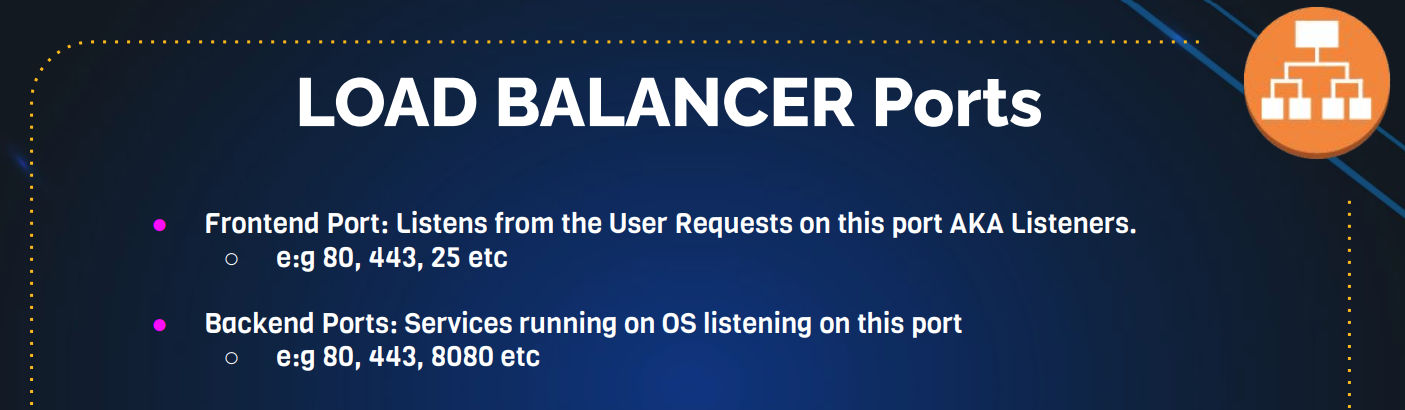 LOAD BALANCER Ports
● Frontend Port: Listens from the User Requests on this port AKA Listeners.
○ e:g 80, 443, 25 etc
● Backend Ports: Services running on OS listening on this port
○ e:g 80, 443, 8080 etc